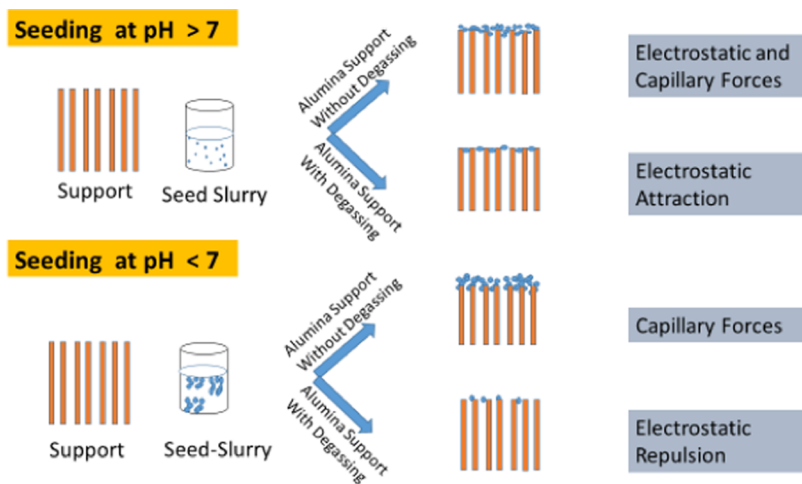 Seeding at pH > 7
Support
Seed Slurry
Alumina Support
Without Degassing
Alumina Support
With Degassing
Electrostatic and
Capillary Forces
Electrostatic
Attraction
Seeding at pH < 7
Support
Seed-Slurry
Alumina Support
Without Degassing
Alumina Support
With Degassing
Capillary Forces
Electrostatic
Repulsion